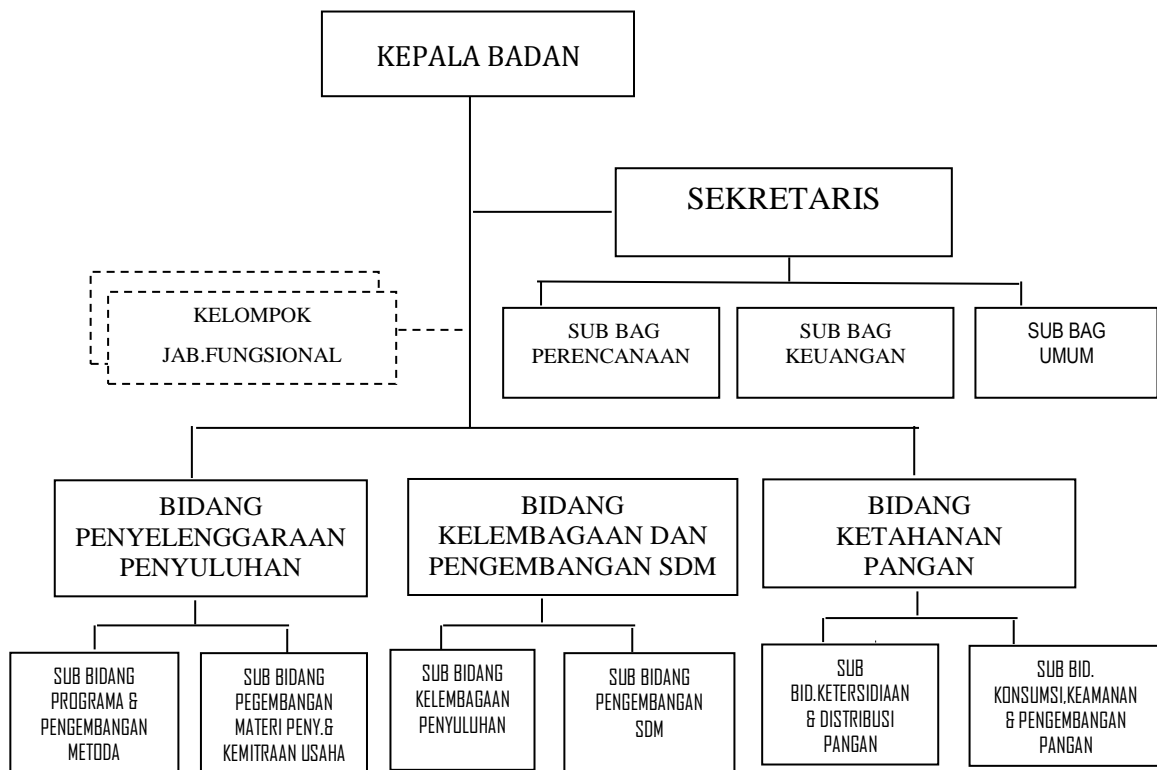 KEPALA BADAN
SEKRETARIS
KELOMPOK
JAB.FUNGSIONAL
SUB BAG
PERENCANAAN
SUB BAG
KEUANGAN
SUB BAG
UMUM
BIDANG
PENYELENGGARAAN
PENYULUHAN
BIDANG
KELEMBAGAAN DAN
PENGEMBANGAN SDM
BIDANG
KETAHANAN
PANGAN
SUB BIDANG
PROGRAMA &
PENGEMBANGAN
METODA
SUB BIDANG
PEGEMBANGAN
MATERI PENY.&
KEMITRAAN USAHA
SUB BIDANG
KELEMBAGAAN
PENYULUHAN
SUB BIDANG
PENGEMBANGAN
SDM
SUB
BID.KETERSIDIAAN
& DISTRIBUSI
PANGAN
SUB BID.
KONSUMSI,KEAMANAN
& PENGEMBANGAN
PANGAN